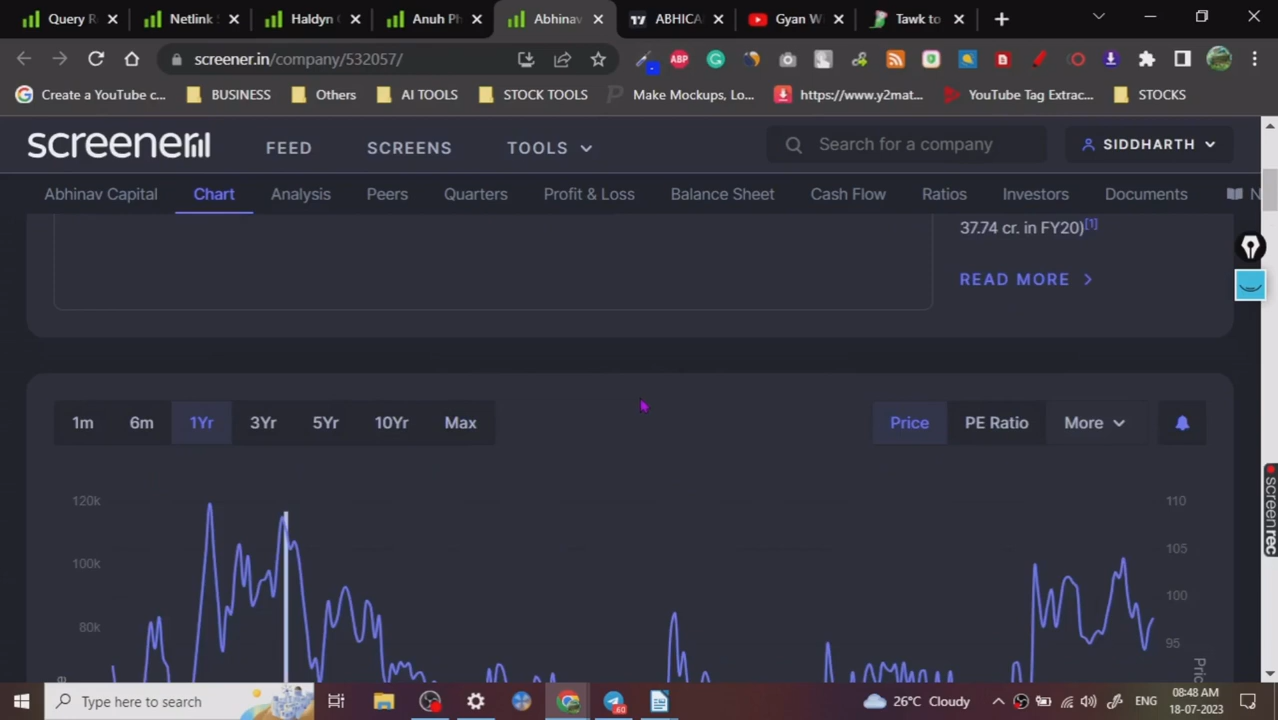 Query R
Netlink
Haldyn
Anuh Ph
Abhinav
ABHICA
Gyan W
Tawk to
screener.in/company/532057/
ABP
Create a YouTube c...
BUSINESS
Others
AI TOOLS
STOCK TOOLS
Make Mockups, Lo...
https://www.y2mat...
YouTube Tag Extrac...
STOCKS
screener
FEED
SCREENS
TOOLS
Search for a company
SIDDHARTH
Abhinav Capital
Chart
Analysis
Peers
Quarters
Profit & Loss
Balance Sheet
Cash Flow
Ratios
Investors
Documents
N
37.74 cr. in FY20)[1]
READ MORE
1m
6m
1Yr
3Yr
5Yr
10Yr
Max
Price
PE Ratio
More
screenrec
120k
110
105
100k
100
80k
95
Price
Type here to search
60
26°C Cloudy
ENG
08:48 AM
18-07-2023